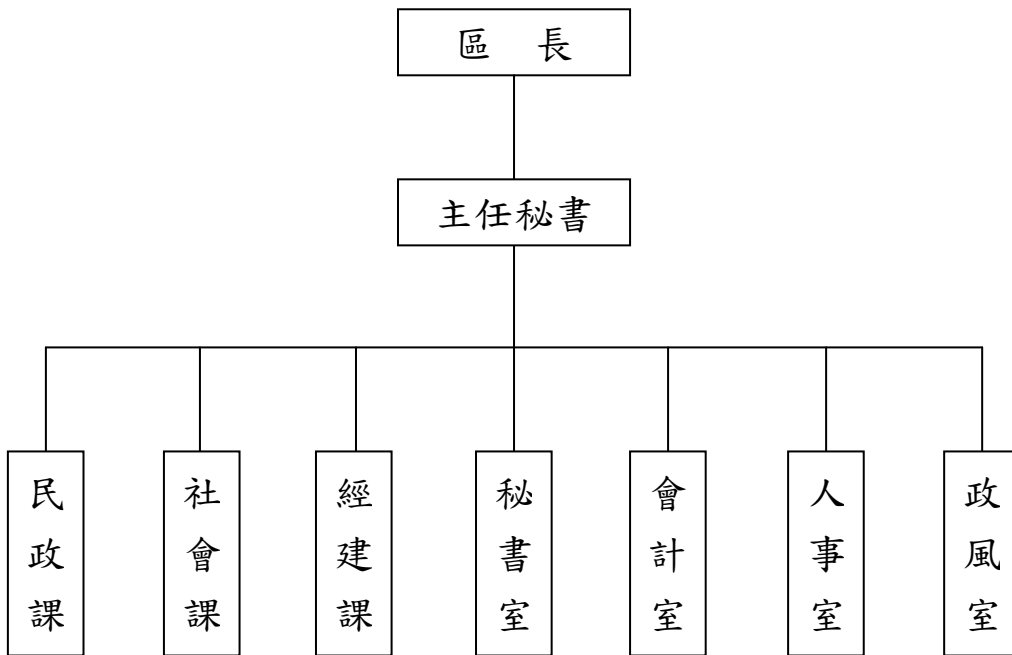 區 長
主任秘書
民政課
社會課
經建課
秘書室
會計室
人事室
政風室